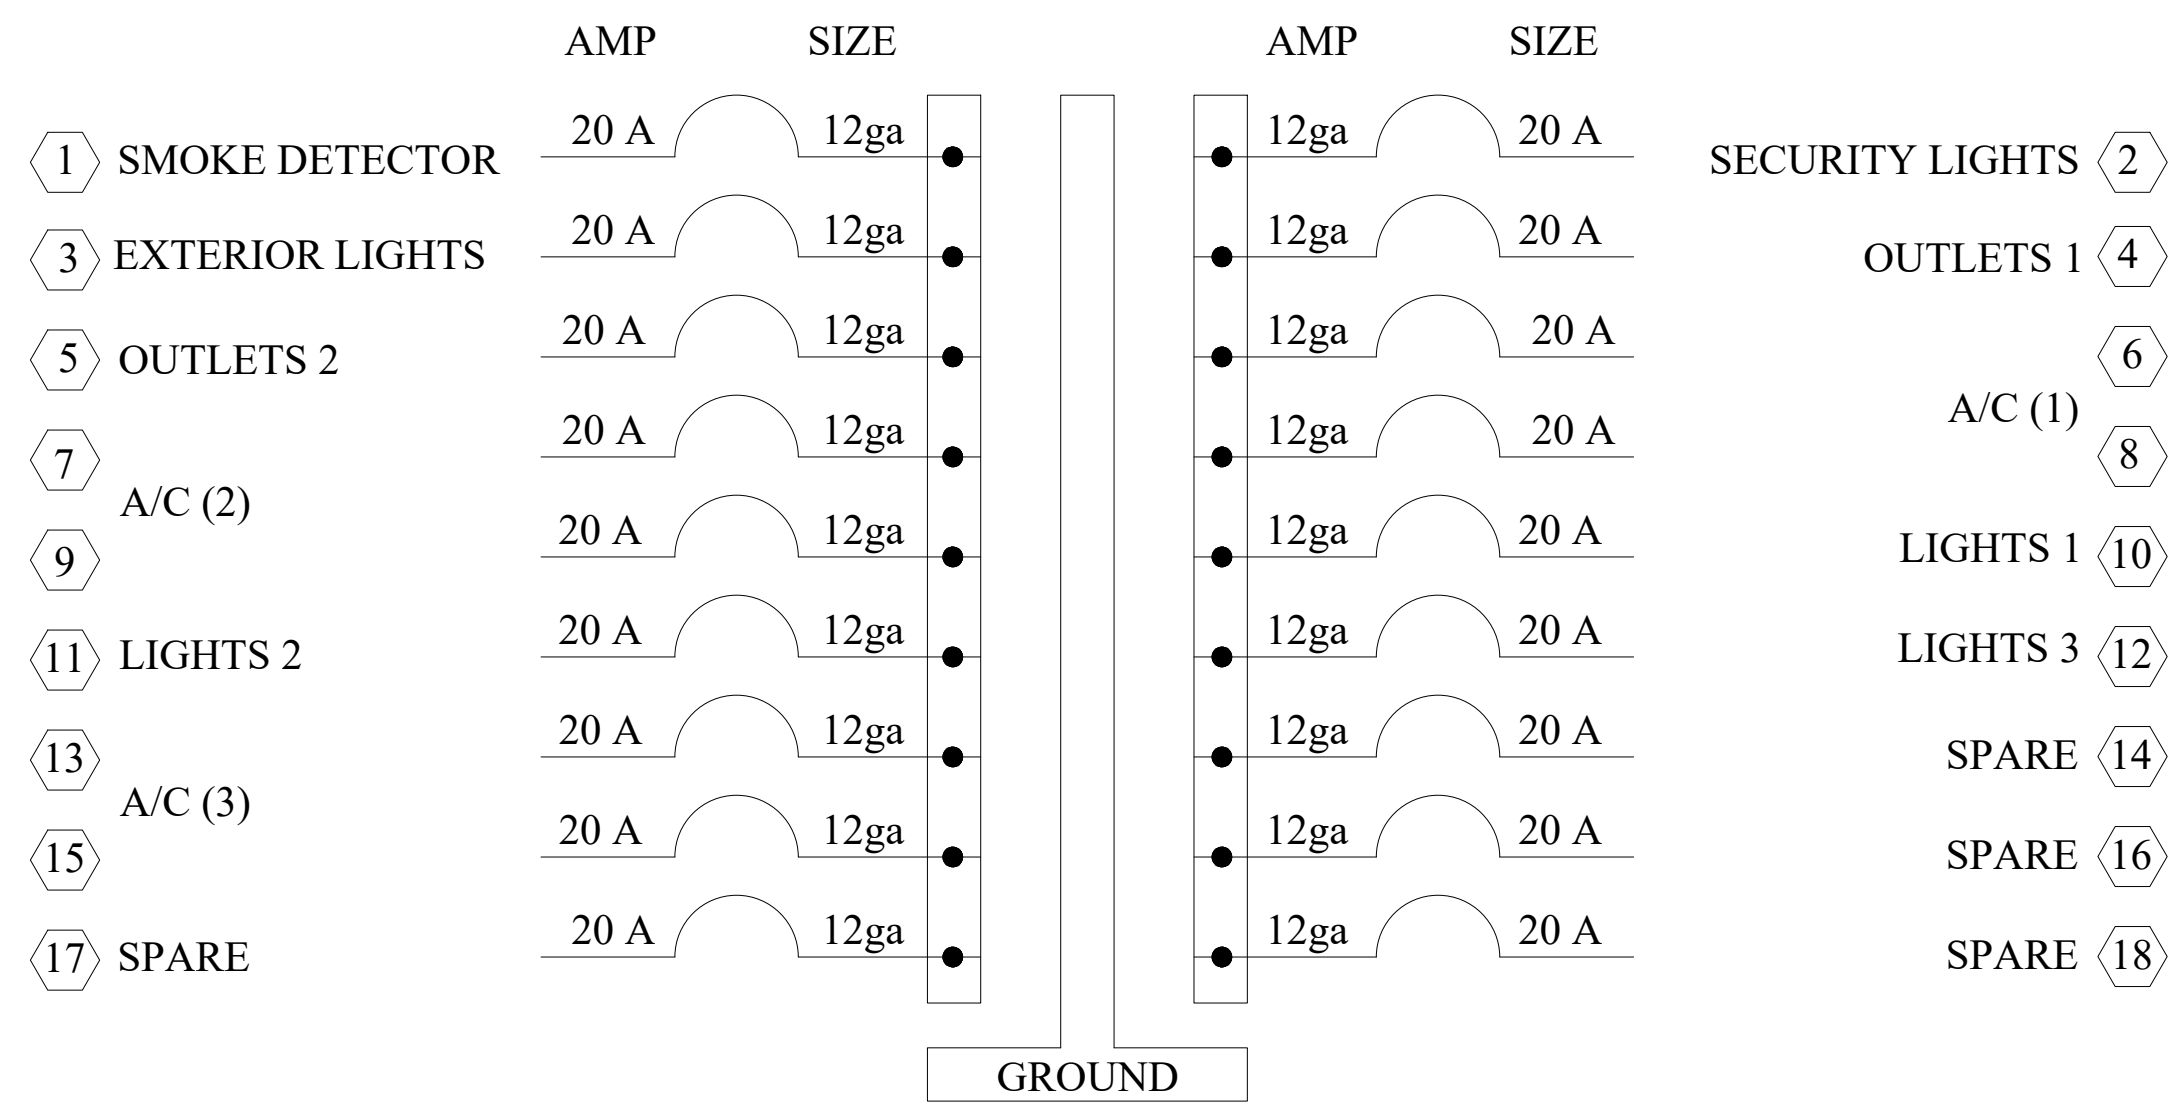 AMP SIZE AMP SIZE
1 SMOKE DETECTOR 20 A 12ga 12ga 20 A SECURITY LIGHTS 2
3 EXTERIOR LIGHTS 20 A 12ga 12ga 20 A OUTLETS 1 4
5 OUTLETS 2 20 A 12ga 12ga 20 A 6
A/C (1)
7 20 A 12ga 12ga 20 A 8
A/C (2)
9 20 A 12ga 12ga 20 A LIGHTS 1 10
11 LIGHTS 2 20 A 12ga 12ga 20 A LIGHTS 3 12
13 20 A 12ga 12ga 20 A SPARE 14
A/C (3)
15 20 A 12ga 12ga 20 A SPARE 16
17 SPARE 20 A 12ga 12ga 20 A SPARE 18
GROUND